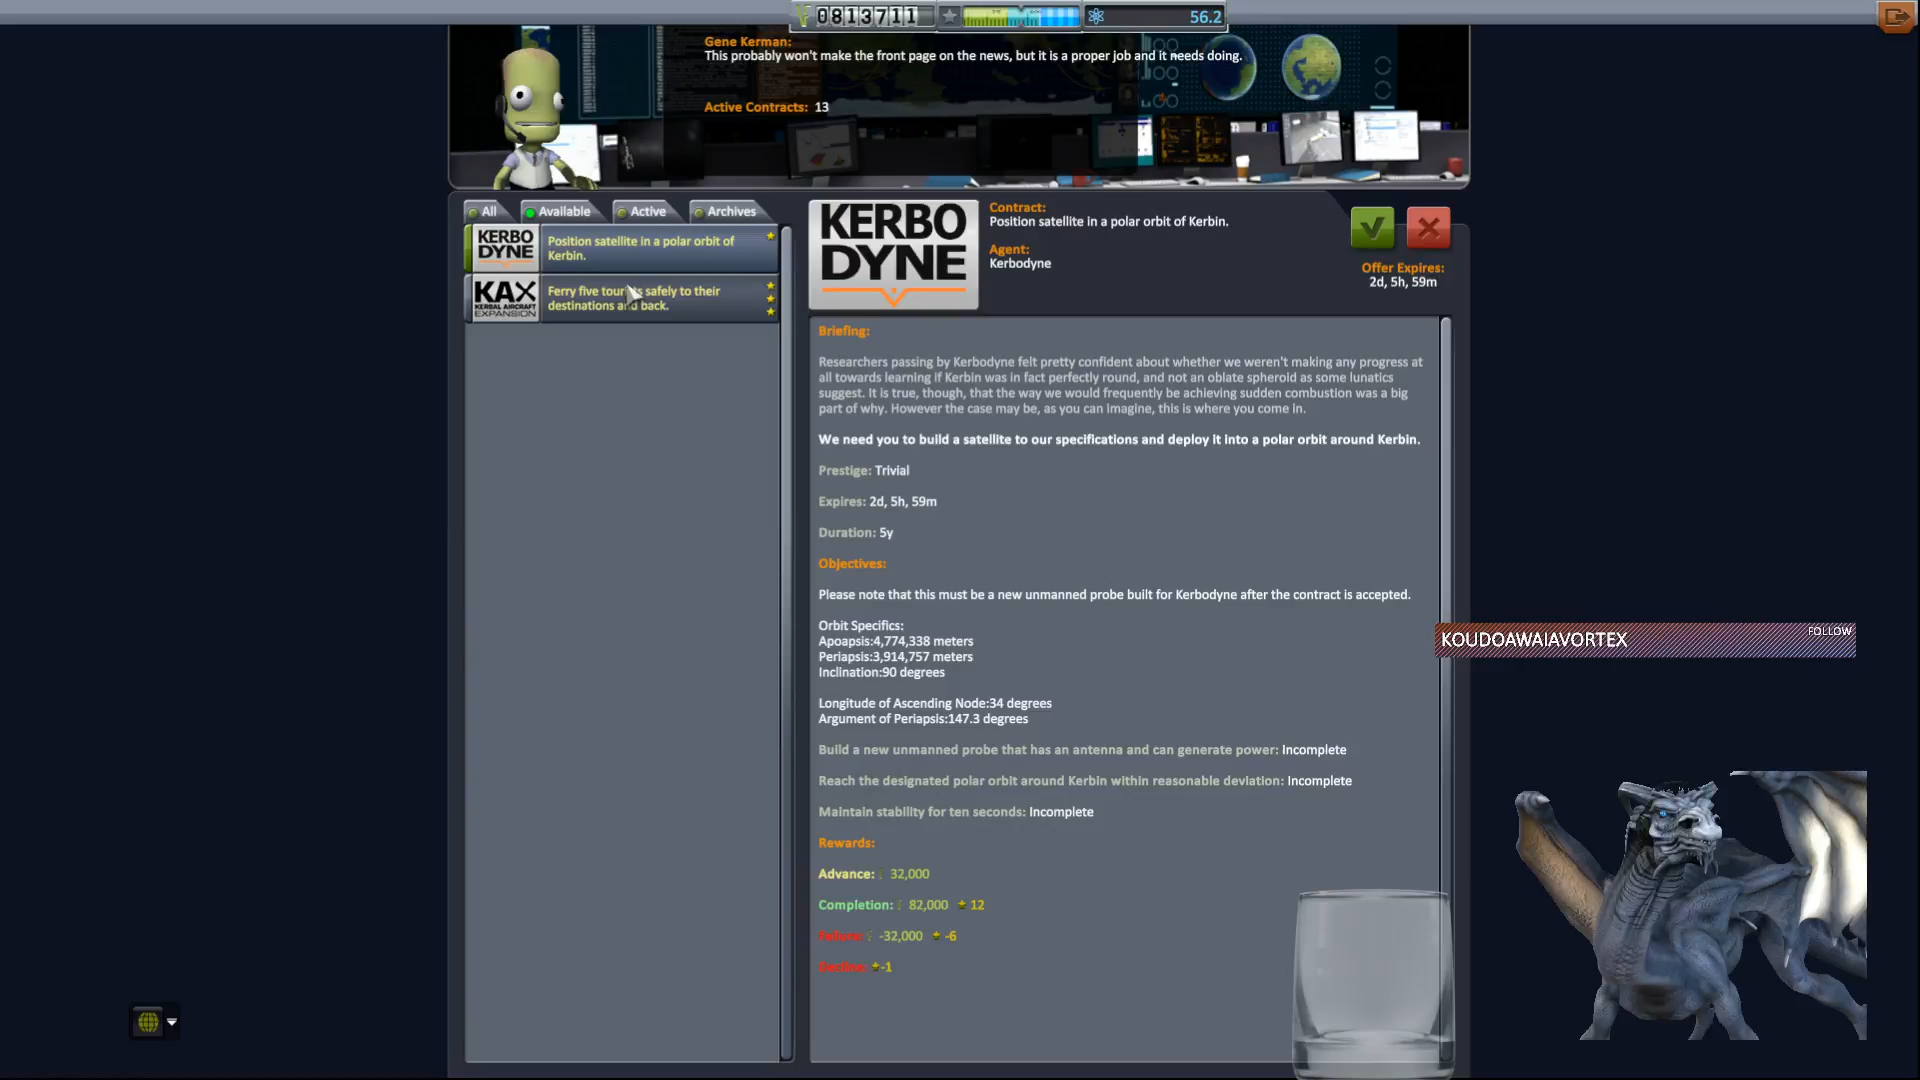 0813711
56.2
Gene Kerman:
This probably won't make the front page on the news, but it is a proper job and it needs doing.
Active Contracts: 13
All
Available
Active
Archives
KERBO
DYNE
Position satellite in a polar orbit of
Kerbin.
KAX
KERBAL AIRCRAFT
EXPANSION
Ferry five tourists safely to their
destinations and back.
KERBO
DYNE
Contract:
Position satellite in a polar orbit of Kerbin.
Agent:
Kerbodyne
Offer Expires:
2d, 5h, 59m
Briefing:
Researchers passing by Kerbodyne felt pretty confident about whether we weren't making any progress at
all towards learning if Kerbin was in fact perfectly round, and not an oblate spheroid as some lunatics
suggest. It is true, though, that the way we would frequently be achieving sudden combustion was a big
part of why. However the case may be, as you can imagine, this is where you come in.
We need you to build a satellite to our specifications and deploy it into a polar orbit around Kerbin.
Prestige: Trivial
Expires: 2d, 5h, 59m
Duration: 5y
Objectives:
Please note that this must be a new unmanned probe built for Kerbodyne after the contract is accepted.
Orbit Specifics:
Apoapsis:4,774,338 meters
Periapsis:3,914,757 meters
Inclination:90 degrees
Longitude of Ascending Node:34 degrees
Argument of Periapsis:147.3 degrees
Build a new unmanned probe that has an antenna and can generate power: Incomplete
Reach the designated polar orbit around Kerbin within reasonable deviation: Incomplete
Maintain stability for ten seconds: Incomplete
Rewards:
Advance: 32,000
Completion: 82,000 12
Failure: -32,000 -6
Decline: -1
KOUDOAWAIAVORTEX
FOLLOW